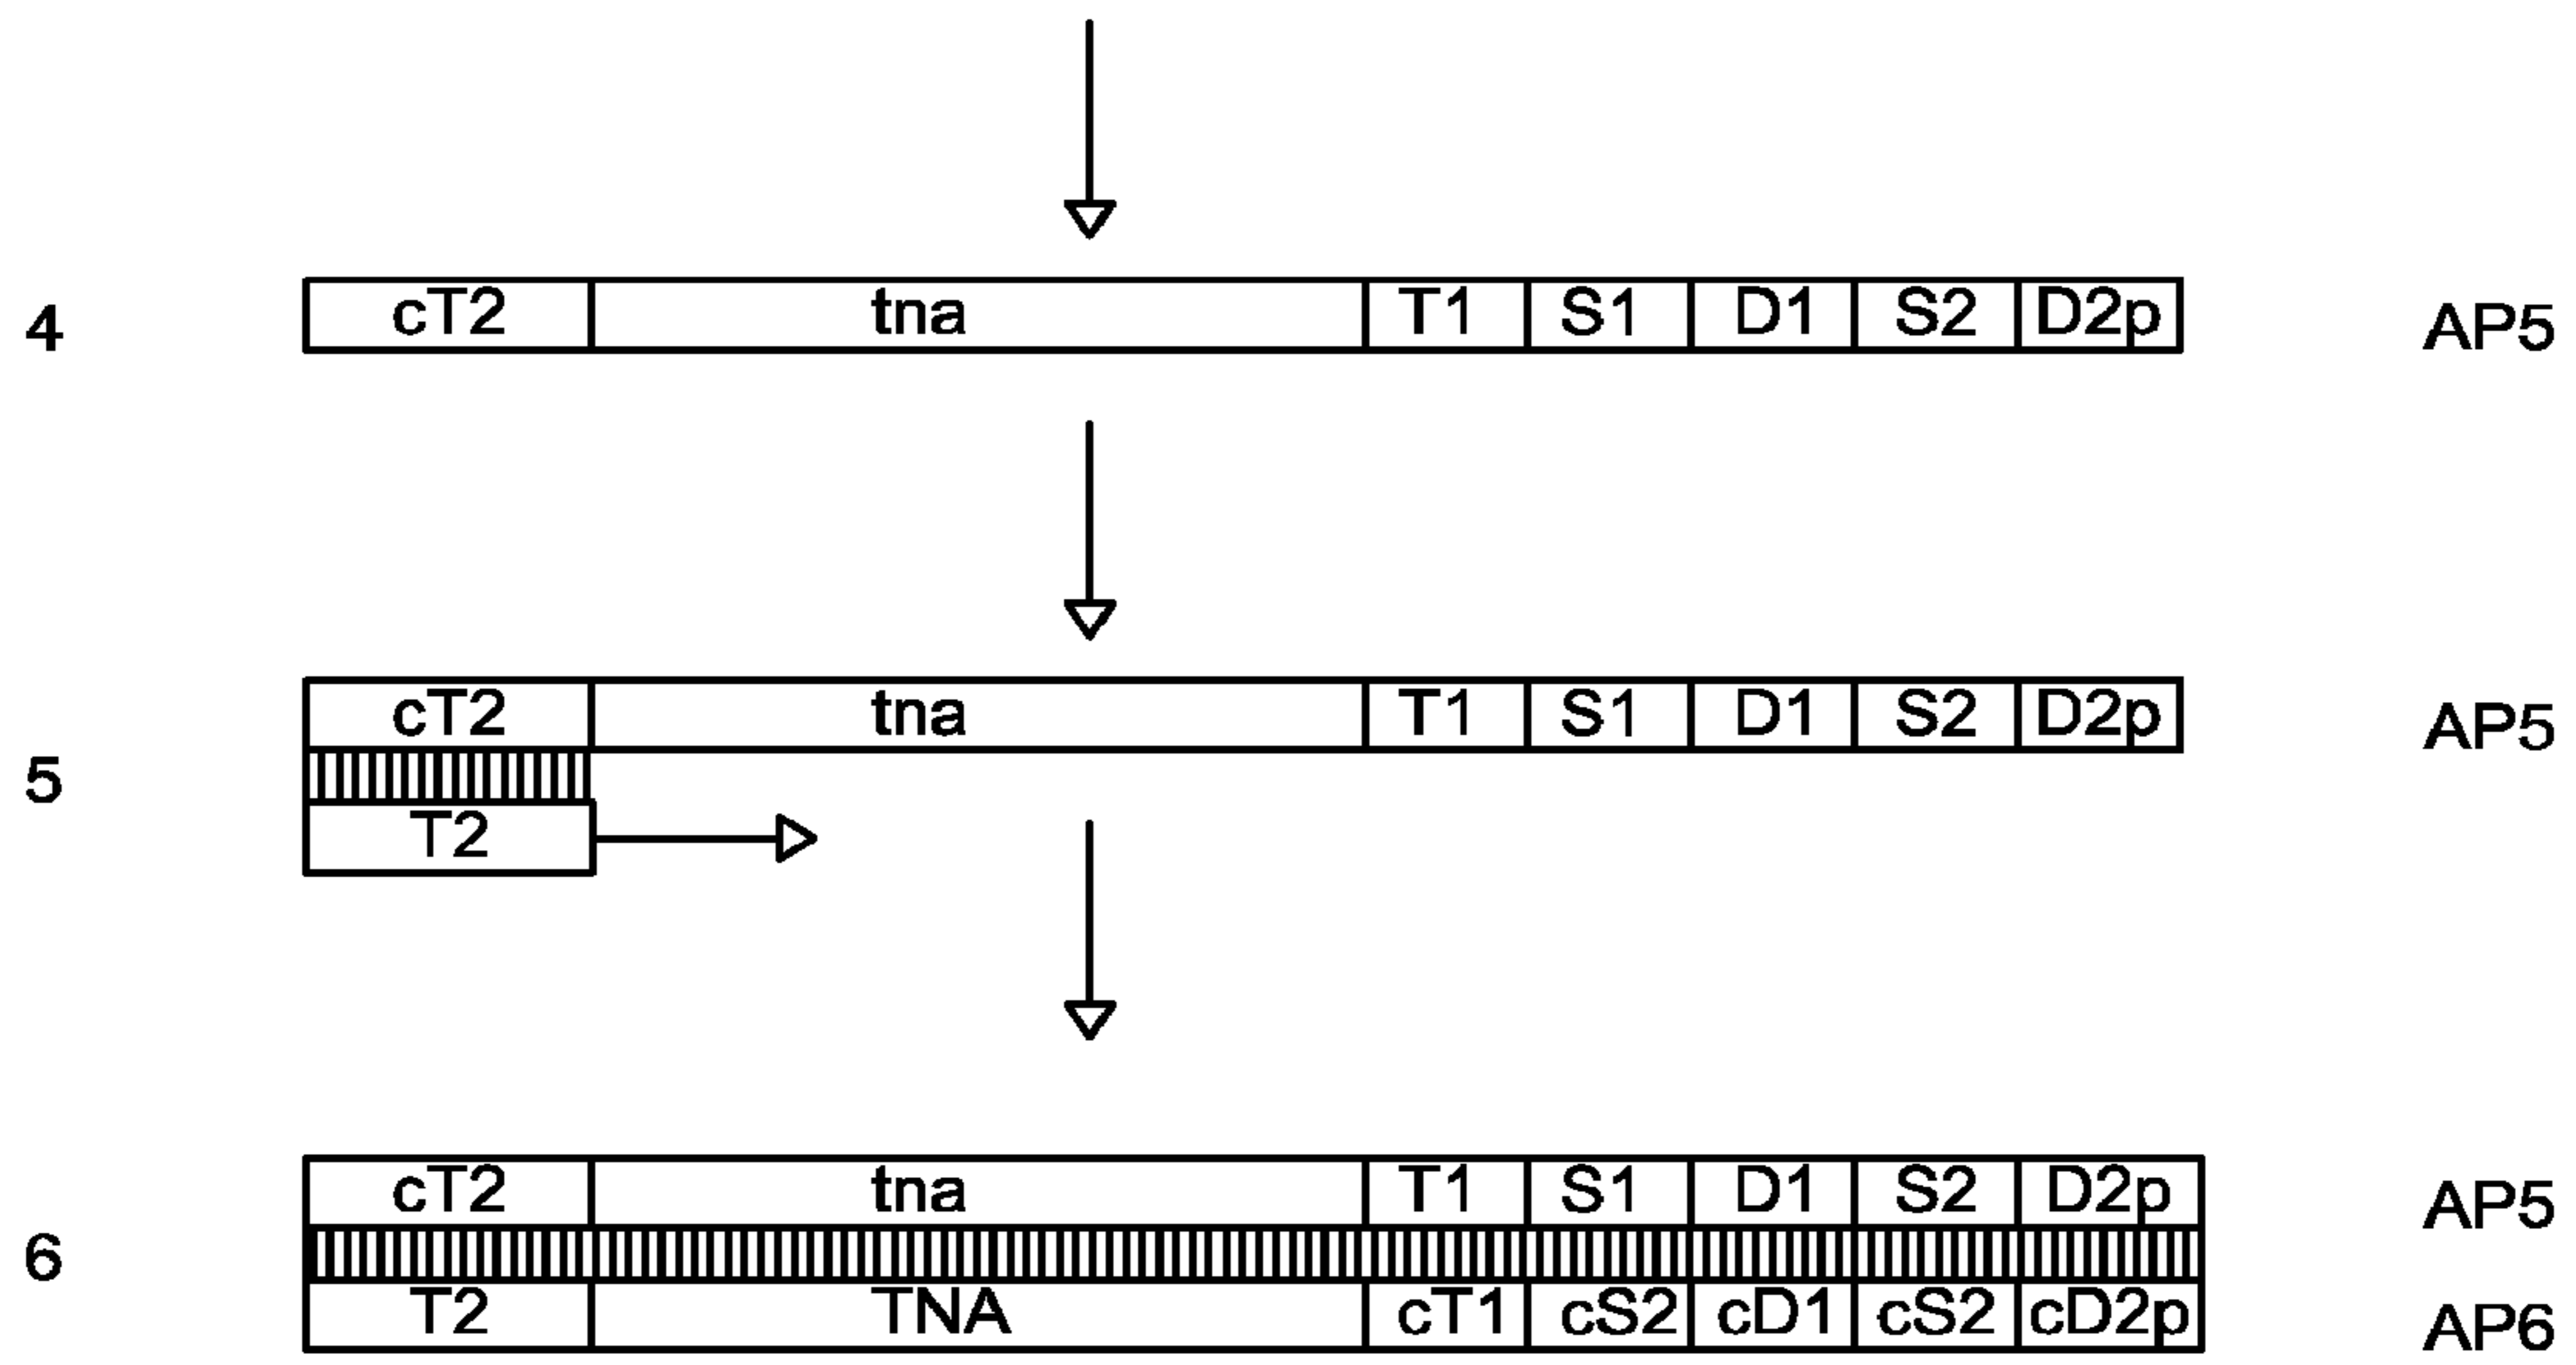 4 cT2 tna T1 S1 D1 S2 D2p AP5
cT2 tna T1 S1 D1 S2 D2p AP5
5
T2
cT2 tna T1 S1 D1 S2 D2p AP5
6
T2 TNA cT1 cS2 cD1 cS2 cD2p AP6